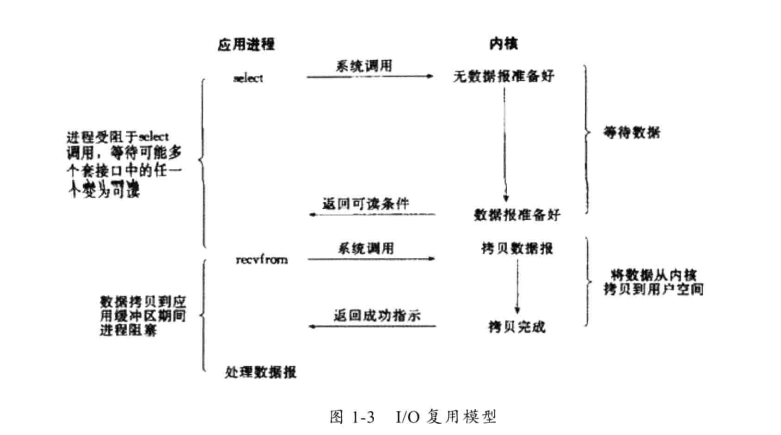 应用进程
内核
select
系统调用
无数据报准备好
进程受阻于select
调用，等待可能多
个套接口中的任一
个变为可读
等待数据
返回可读条件
数据报准备好
recvfrom
系统调用
拷贝数据报
将数据从内核
拷贝到用户空间
数据拷贝到应
用缓冲区期间
进程阻塞
返回成功指示
拷贝完成
处理数据报
图 1-3 I/O 复用模型